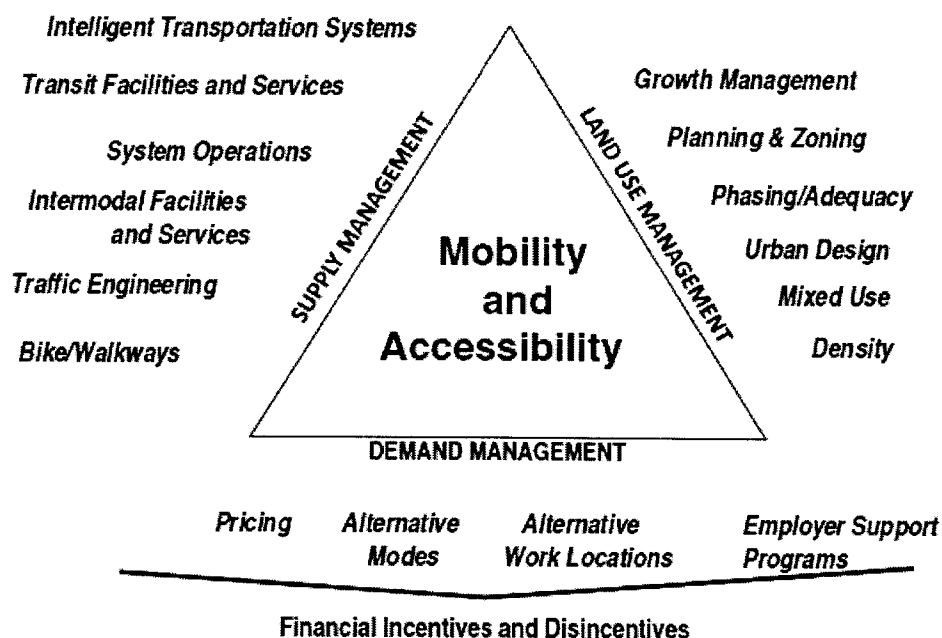 Intelligent Transportation Systems
Transit Facilities and Services
System Operations
Intermodal Facilities
and Services
Traffic Engineering
Bike/Walkways
SUPPLY MANAGEMENT
Mobility
and
Accessibility
LAND USE MANAGEMENT
Growth Management
Planning & Zoning
Phasing/Adequacy
Urban Design
Mixed Use
Density
DEMAND MANAGEMENT
Pricing
Alternative
Modes
Alternative
Work Locations
Employer Support
Programs
Financial Incentives and Disincentives